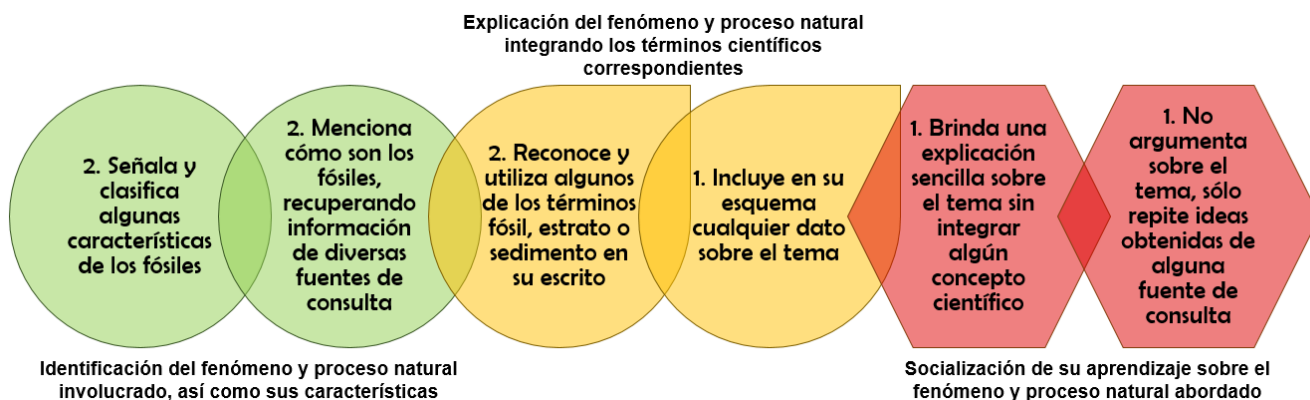 Explicación del fenómeno y proceso natural
integrando los términos científicos
correspondientes
2. Señala y
clasifica
algunas
características
de los fósiles
2. Menciona
cómo son los
fósiles,
recuperando
información
de diversas
fuentes de
consulta
2. Reconoce y
utiliza algunos
de los términos
fósil, estrato o
sedimento en
su escrito
1. Incluye en su
esquema
cualquier dato
sobre el tema
1. Brinda una
explicación
sencilla sobre
el tema sin
integrar
algún
concepto
científico
1. No
argumenta
sobre el
tema, sólo
repite ideas
obtenidas de
alguna
fuente de
consulta
Identificación del fenómeno y proceso natural
involucrado, así como sus características
Socialización de su aprendizaje sobre el
fenómeno y proceso natural abordado